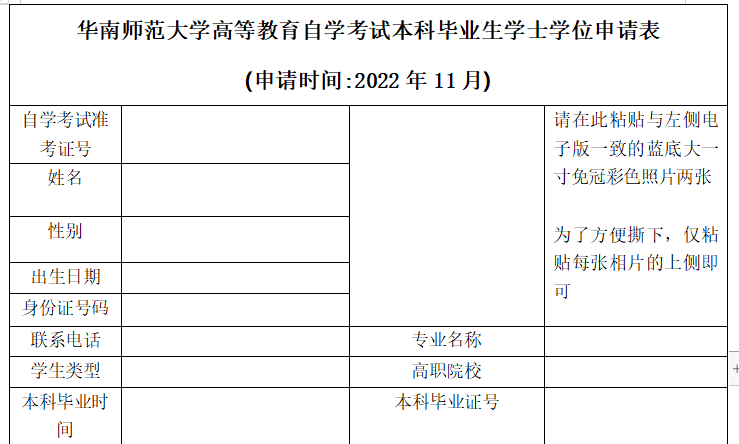 华南师范大学高等教育自学考试本科毕业生学士学位申请表
(申请时间:2022年11月)
自学考试准
考证号
请在此粘贴与左侧电
子版一致的蓝底大一
寸免冠彩色照片两张
为了方便撕下，仅粘
贴每张相片的上侧即
可
姓名
性别
出生日期
身份证号码
联系电话
专业名称
学生类型
高职院校
本科毕业时
间
本科毕业证号